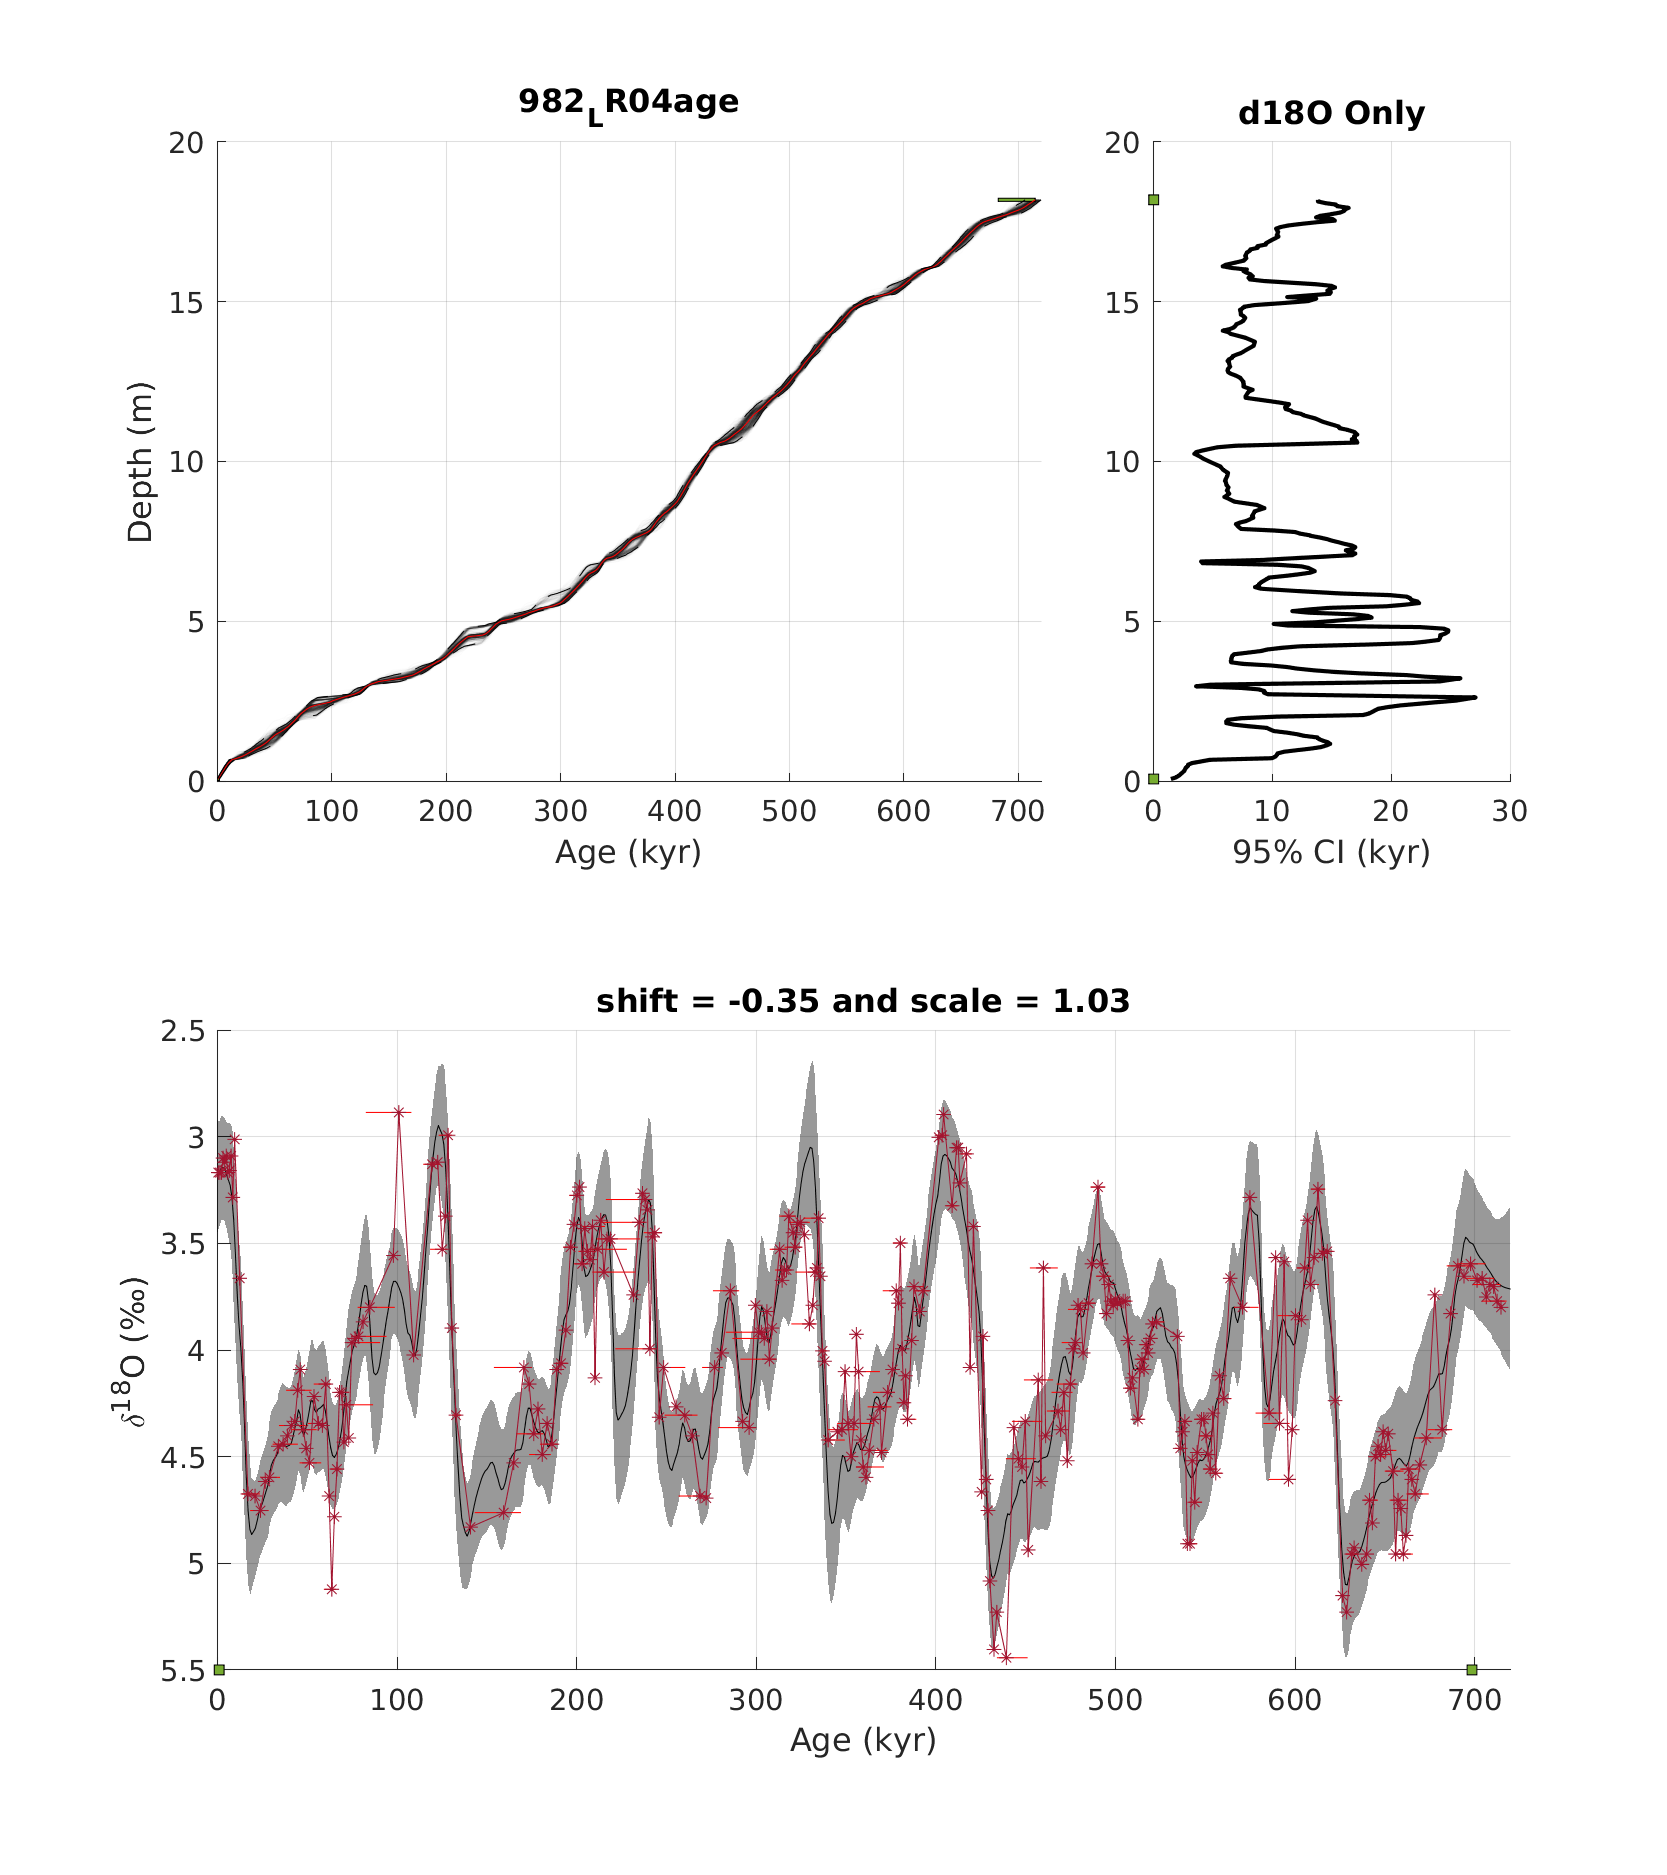 982LR04age
d18O Only
20
15
10
5
0
0 100 200 300 400 500 600 700
Depth (m)
Age (kyr)
20
15
10
5
0
0 10 20 30
95% CI (kyr)
shift = -0.35 and scale = 1.03
2.5
3
3.5
4
4.5
5
5.5
0 100 200 300 400 500 600 700
δ18O (‰)
Age (kyr)